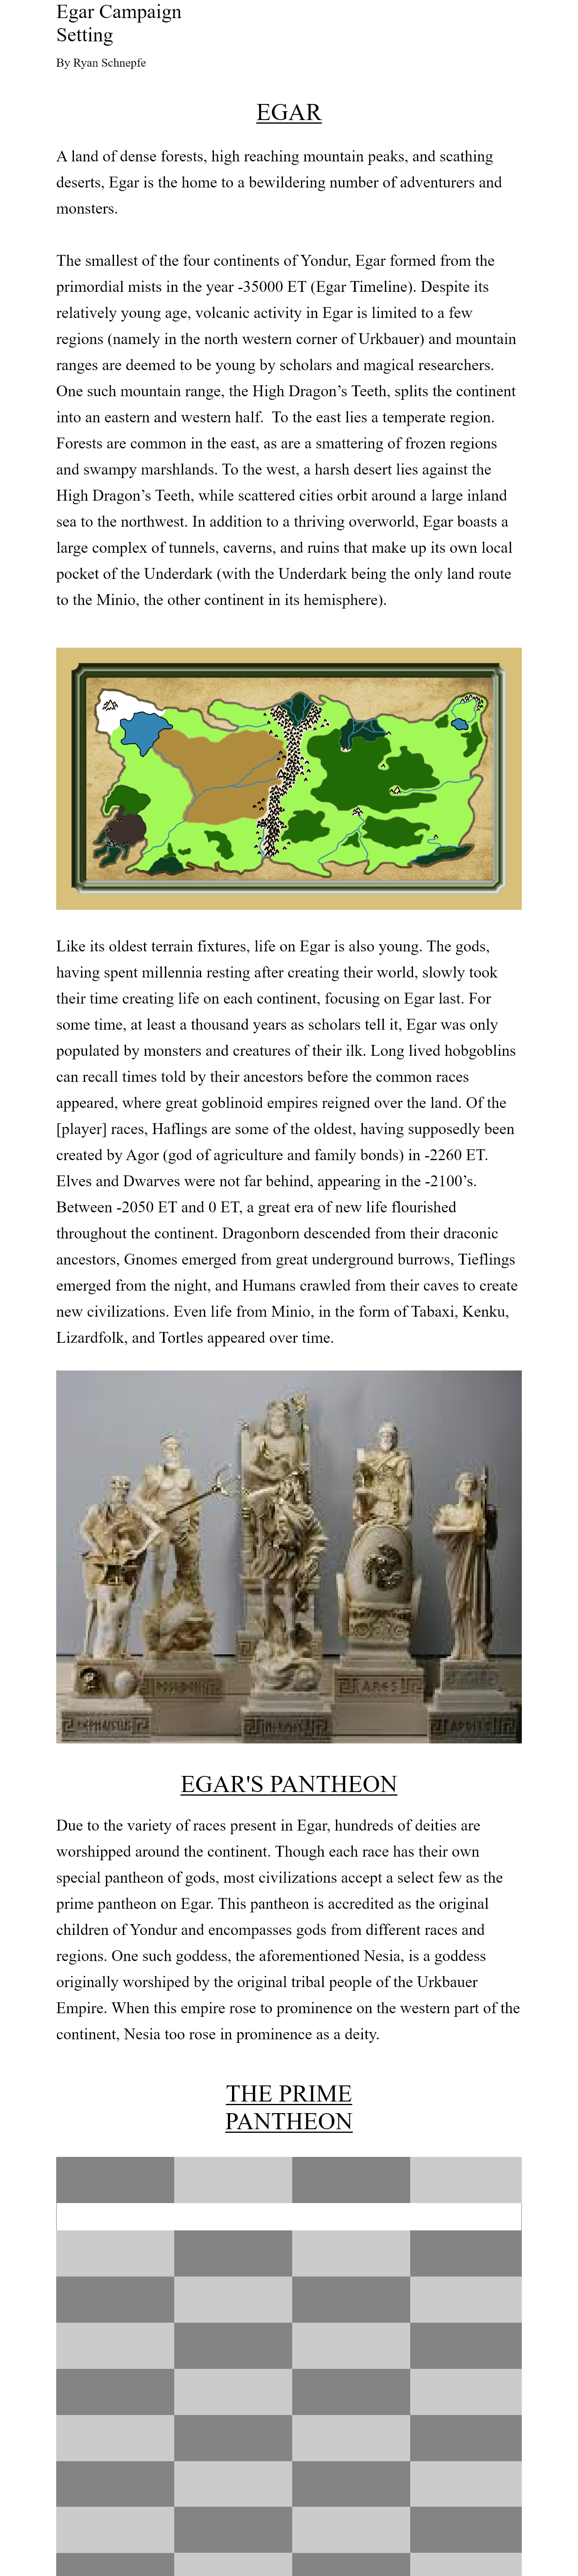 Egar Campaign
Setting
By Ryan Schnepfe
EGAR
A land of dense forests, high reaching mountain peaks, and scathing
deserts, Egar is the home to a bewildering number of adventurers and
monsters.
The smallest of the four continents of Yondur, Egar formed from the
primordial mists in the year -35000 ET (Egar Timeline). Despite its
relatively young age, volcanic activity in Egar is limited to a few
regions (namely in the north western corner of Urkbauer) and mountain
ranges are deemed to be young by scholars and magical researchers.
One such mountain range, the High Dragon’s Teeth, splits the continent
into an eastern and western half.  To the east lies a temperate region.
Forests are common in the east, as are a smattering of frozen regions
and swampy marshlands. To the west, a harsh desert lies against the
High Dragon’s Teeth, while scattered cities orbit around a large inland
sea to the northwest. In addition to a thriving overworld, Egar boasts a
large complex of tunnels, caverns, and ruins that make up its own local
pocket of the Underdark (with the Underdark being the only land route
to the Minio, the other continent in its hemisphere).
Like its oldest terrain fixtures, life on Egar is also young. The gods,
having spent millennia resting after creating their world, slowly took
their time creating life on each continent, focusing on Egar last. For
some time, at least a thousand years as scholars tell it, Egar was only
populated by monsters and creatures of their ilk. Long lived hobgoblins
can recall times told by their ancestors before the common races
appeared, where great goblinoid empires reigned over the land. Of the
[player] races, Haflings are some of the oldest, having supposedly been
created by Agor (god of agriculture and family bonds) in -2260 ET.
Elves and Dwarves were not far behind, appearing in the -2100’s.
Between -2050 ET and 0 ET, a great era of new life flourished
throughout the continent. Dragonborn descended from their draconic
ancestors, Gnomes emerged from great underground burrows, Tieflings
emerged from the night, and Humans crawled from their caves to create
new civilizations. Even life from Minio, in the form of Tabaxi, Kenku,
Lizardfolk, and Tortles appeared over time.
ARES
EGAR'S PANTHEON
Due to the variety of races present in Egar, hundreds of deities are
worshipped around the continent. Though each race has their own
special pantheon of gods, most civilizations accept a select few as the
prime pantheon on Egar. This pantheon is accredited as the original
children of Yondur and encompasses gods from different races and
regions. One such goddess, the aforementioned Nesia, is a goddess
originally worshiped by the original tribal people of the Urkbauer
Empire. When this empire rose to prominence on the western part of the
continent, Nesia too rose in prominence as a deity.
THE PRIME
PANTHEON